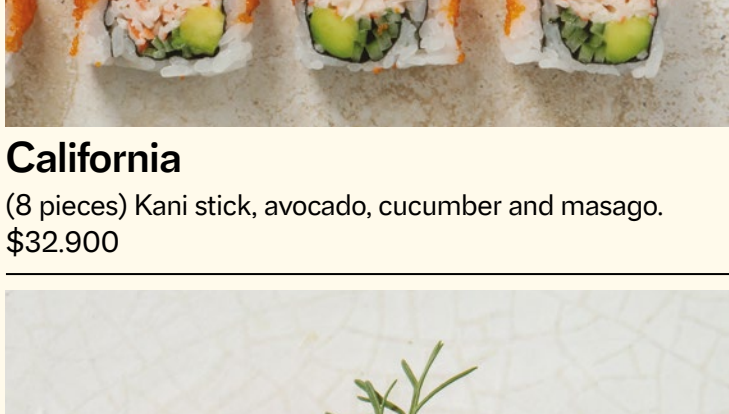 California
(8 pieces) Kani stick, avocado, cucumber and masago.
$32.900